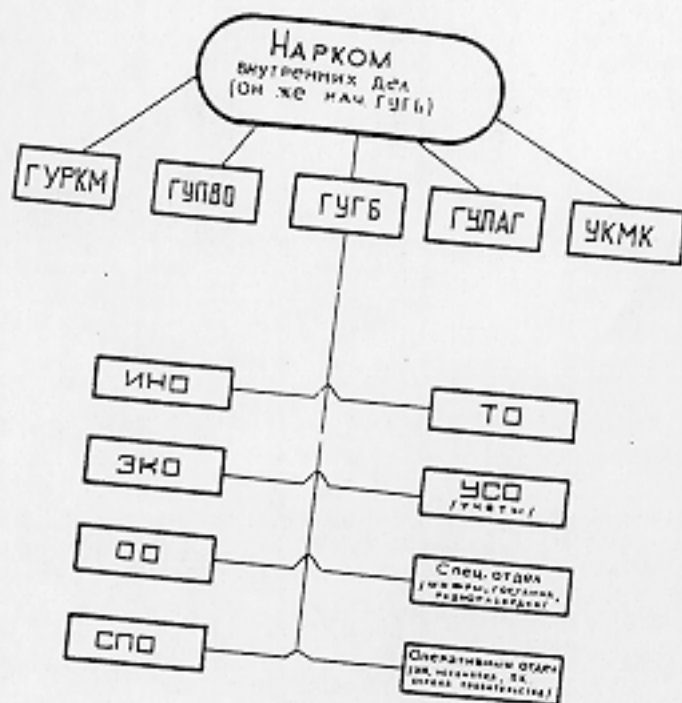 НАРКОМ
ВНУТРЕННИХ ДЕЛ
(ОН ЖЕ НАЧ. ГУГБ)
ГУРКМ
ГУПВО
ГУГБ
ГУЛАГ
УКМК
ИНО
ТО
ЭКО
УСО
/УЧЕТЫ/
ОО
СПЕЦ. ОТДЕЛ
СПО
ОПЕРАТИВНЫЙ ОТДЕЛ